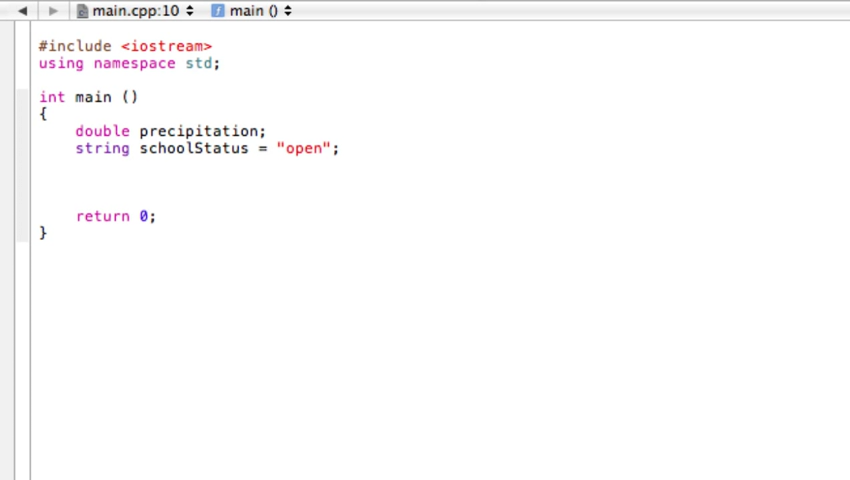 main.cpp:10 main ()
#include <iostream>
using namespace std;
int main ()
{
double precipitation;
string schoolStatus = "open";
return 0;
}